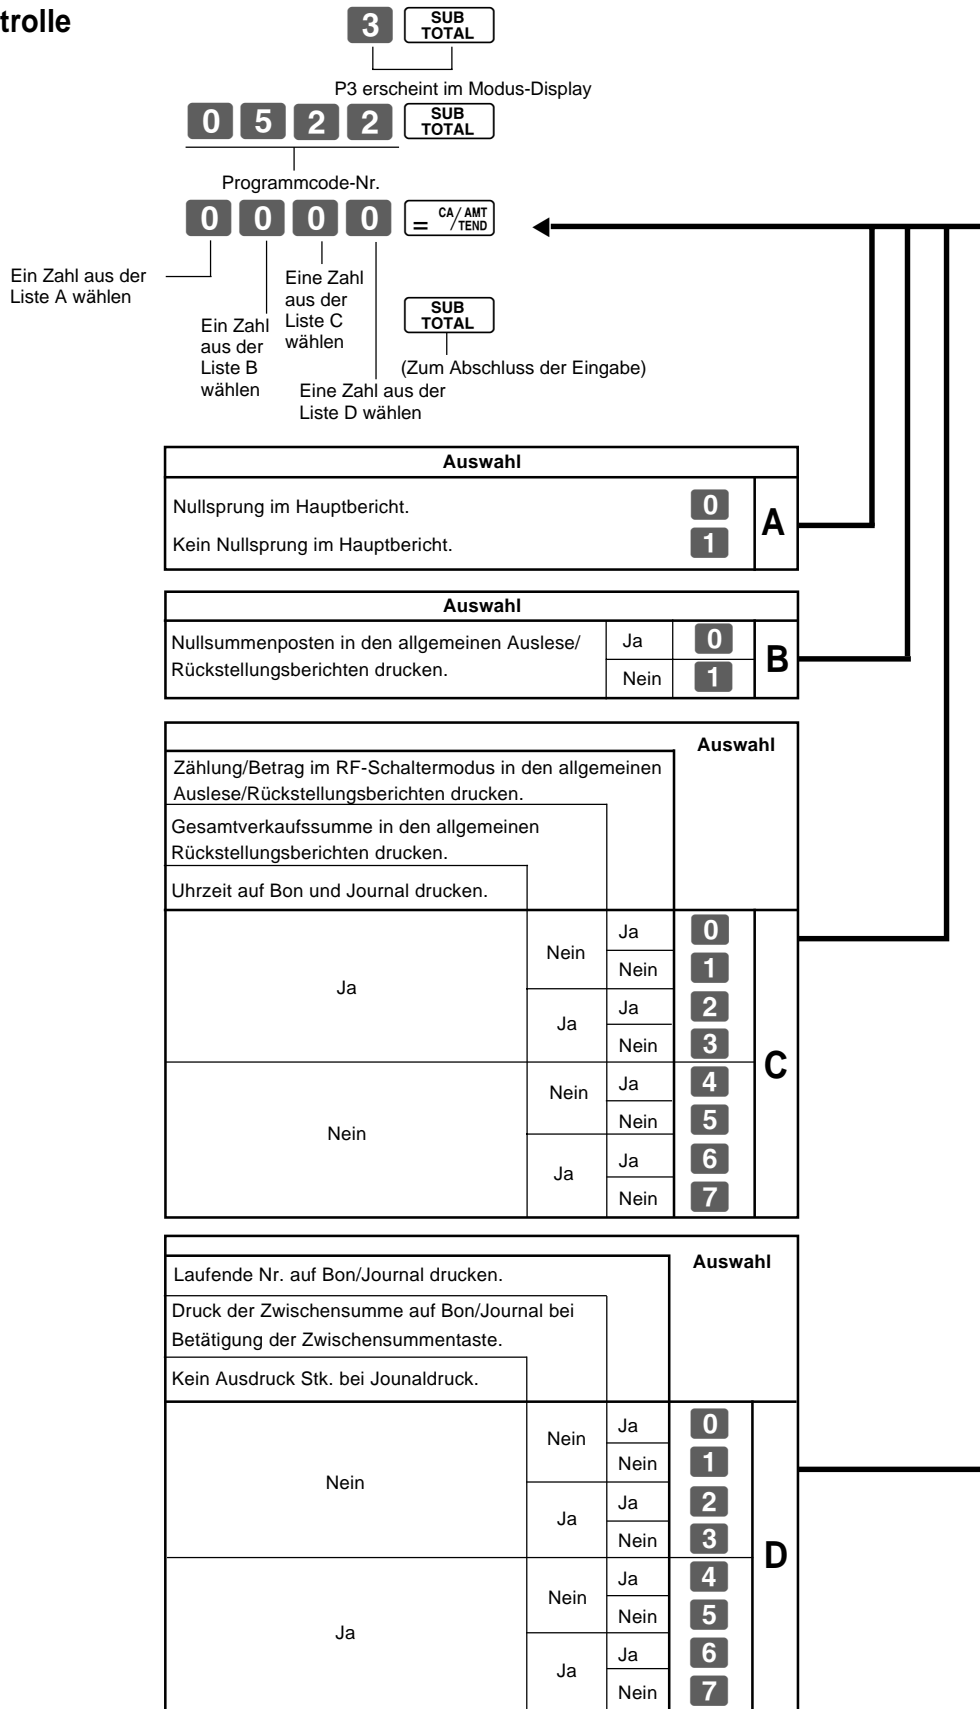 trolle
3 SUB TOTAL
P3 erscheint im Modus-Display
0 5 2 2 SUB TOTAL
Programmcode-Nr.
0 0 0 0 = CA/AMT /TEND
Ein Zahl aus der
Liste A wählen
Ein Zahl
aus der
Liste B
wählen
Eine Zahl
aus der
Liste C
wählen
Eine Zahl aus der
Liste D wählen
SUB TOTAL
(Zum Abschluss der Eingabe)
Auswahl
Nullsprung im Hauptbericht. 0
Kein Nullsprung im Hauptbericht. 1
A
Auswahl
Nullsummenposten in den allgemeinen Auslese/
Rückstellungsberichten drucken.
Ja 0
Nein 1
B
Auswahl
Zählung/Betrag im RF-Schaltermodus in den allgemeinen
Auslese/Rückstellungsberichten drucken.
Gesamtverkaufssumme in den allgemeinen
Rückstellungsberichten drucken.
Uhrzeit auf Bon und Journal drucken.
Ja
Nein
Ja 0
Nein 1
Ja
Ja 2
Nein 3
Nein
Nein
Ja 4
Nein 5
Ja
Ja 6
Nein 7
C
Auswahl
Laufende Nr. auf Bon/Journal drucken.
Druck der Zwischensumme auf Bon/Journal bei
Betätigung der Zwischensummentaste.
Kein Ausdruck Stk. bei Jounaldruck.
Nein
Nein
Ja 0
Nein 1
Ja
Ja 2
Nein 3
Ja
Nein
Ja 4
Nein 5
Ja
Ja 6
Nein 7
D